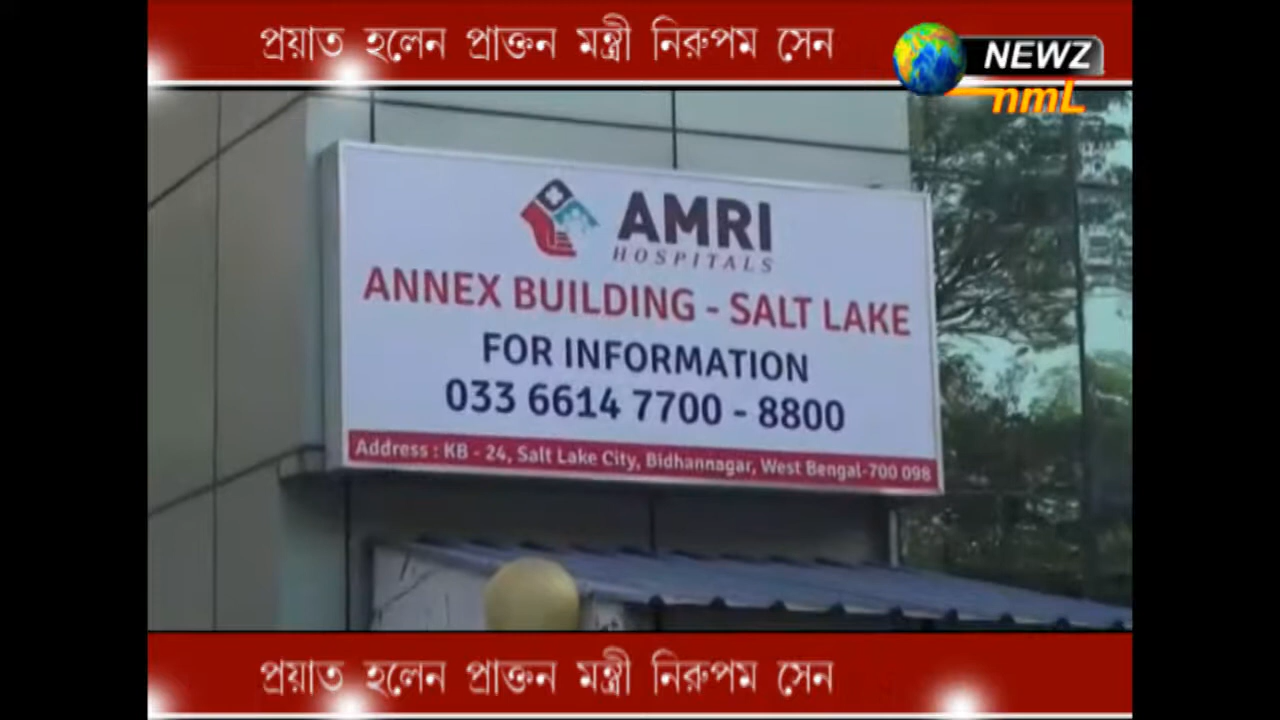 প্রয়াত হলেন প্রাক্তন মন্ত্রী নিরুপম সেন
NEWZ
nmL
AMRI
HOSPITALS
ANNEX BUILDING - SALT LAKE
FOR INFORMATION
033 6614 7700 - 8800
Address : KB - 24, Salt Lake City, Bidhannagar, West Bengal-700 098
প্রয়াত হলেন প্রাক্তন মন্ত্রী নিরুপম সেন